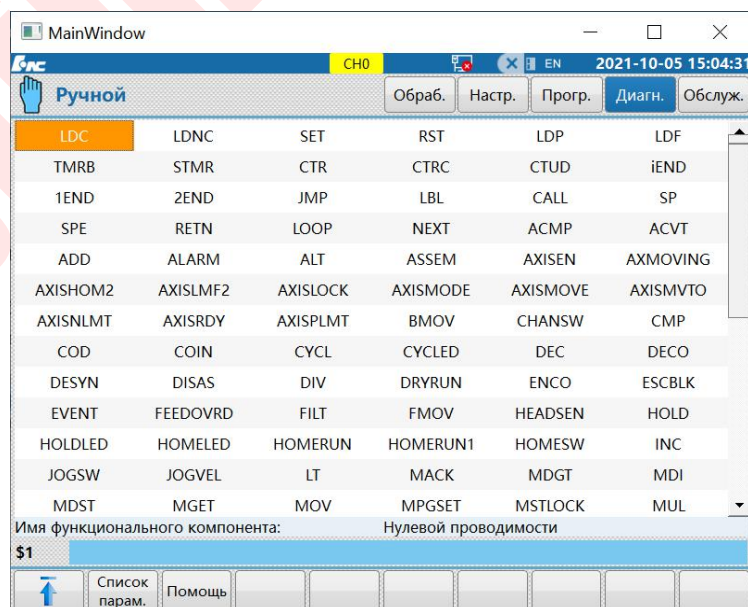 MainWindow
CH0 EN 2021-10-05 15:04:31
Ручной Обраб. Настр. Прогр. Диагн. Обслуж.
LDC LDNC SET RST LDP LDF
TMRB STMR CTR CTRC CTUD iEND
1END 2END JMP LBL CALL SP
SPE RETN LOOP NEXT ACMP ACVT
ADD ALARM ALT ASSEM AXISEN AXMOVING
AXISHOM2 AXISLMF2 AXISLOCK AXISMODE AXISMOVE AXISMVTO
AXISNLMT AXISRDY AXISPLMT BMOV CHANSW CMP
COD COIN CYCL CYCLED DEC DECO
DESYN DISAS DIV DRYRUN ENCO ESCBLK
EVENT FEEDOVRD FILT FMOV HEADSEN HOLD
HOLDLED HOMELED HOMERUN HOMERUN1 HOMESW INC
JOGSW JOGVEL LT MACK MDGT MDI
MDST MGET MOV MPGSET MSTLOCK MUL
Имя функционального компонента: Нулевой проводимости
$1
Список Помощь
парам.